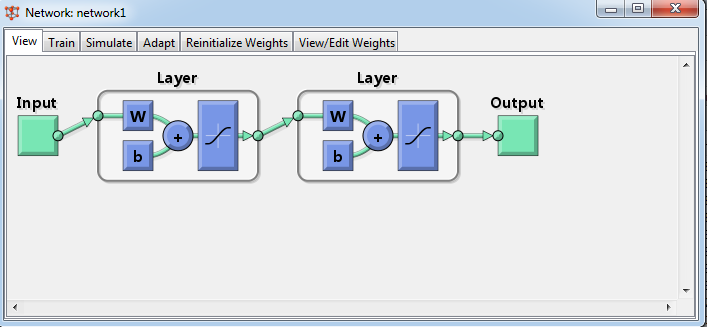 Network: network1
View Train Simulate Adapt Reinitialize Weights View/Edit Weights
Layer Layer
Input Output
W + W +
b b